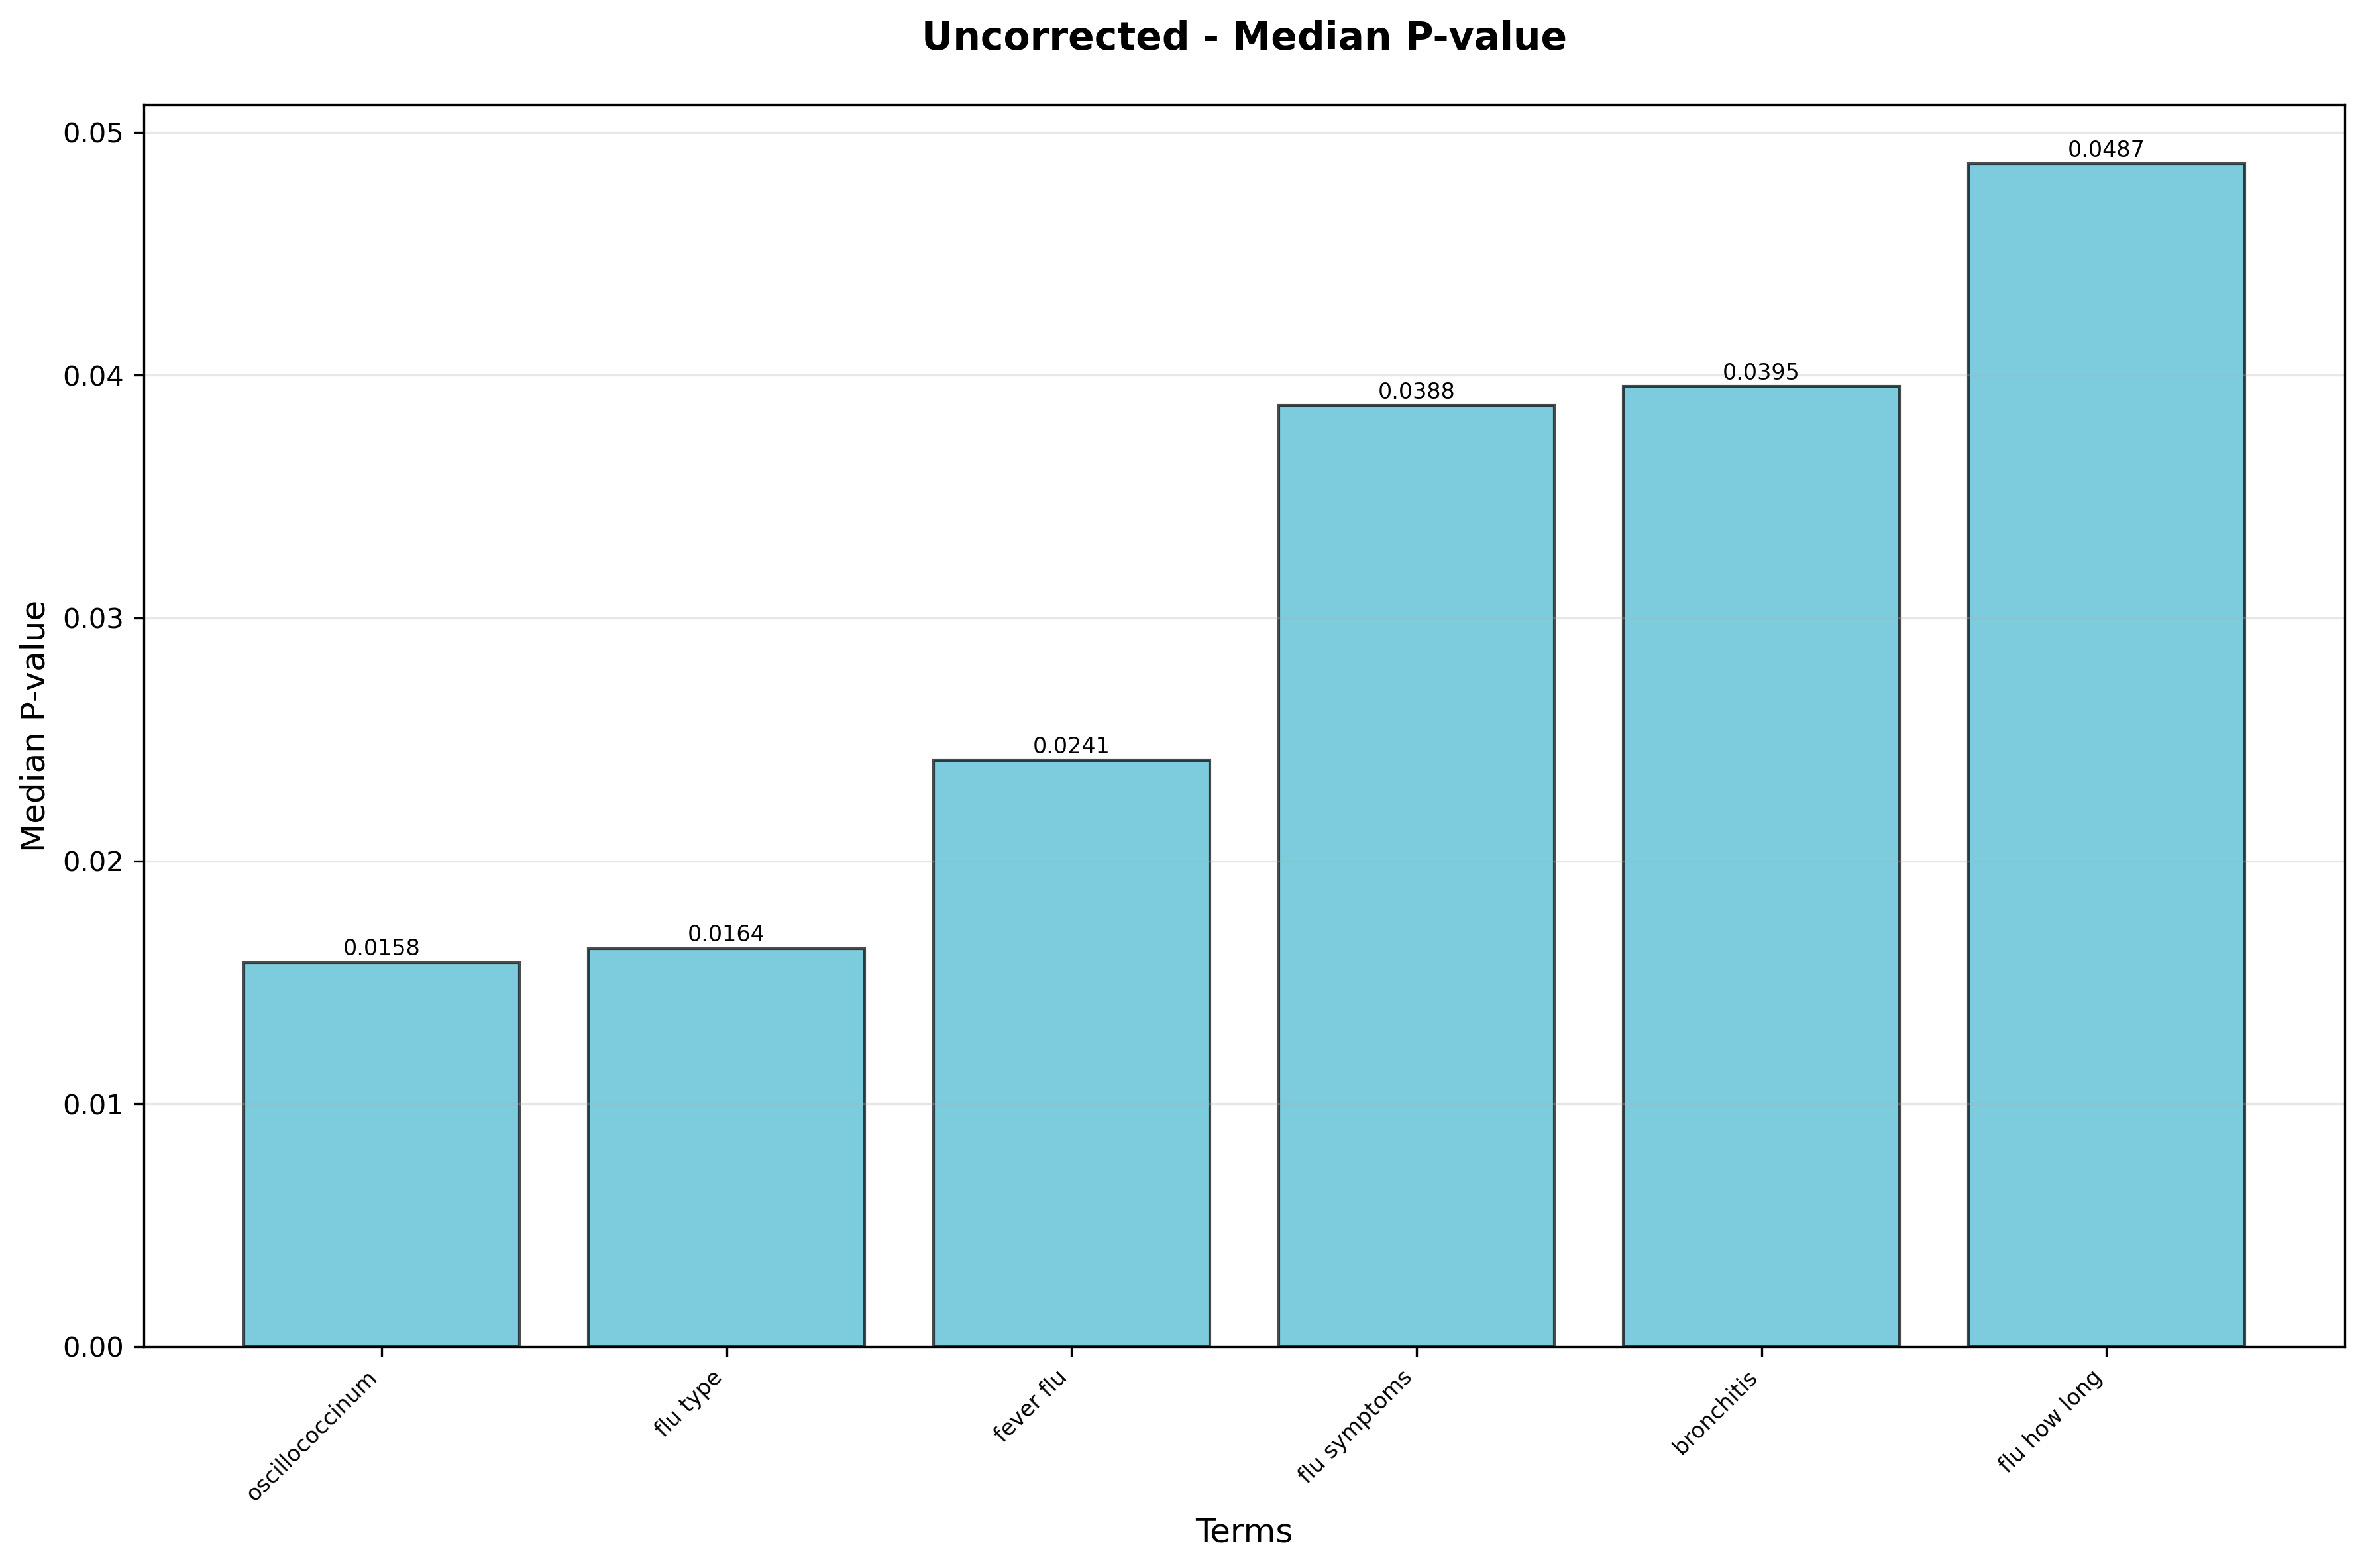 Uncorrected - Median P-value
Median P-value
0.05
0.04
0.03
0.02
0.01
0.00
0.0158
0.0164
0.0241
0.0388
0.0395
0.0487
oscillococcinum
flu type
fever flu
flu symptoms
bronchitis
flu how long
Terms